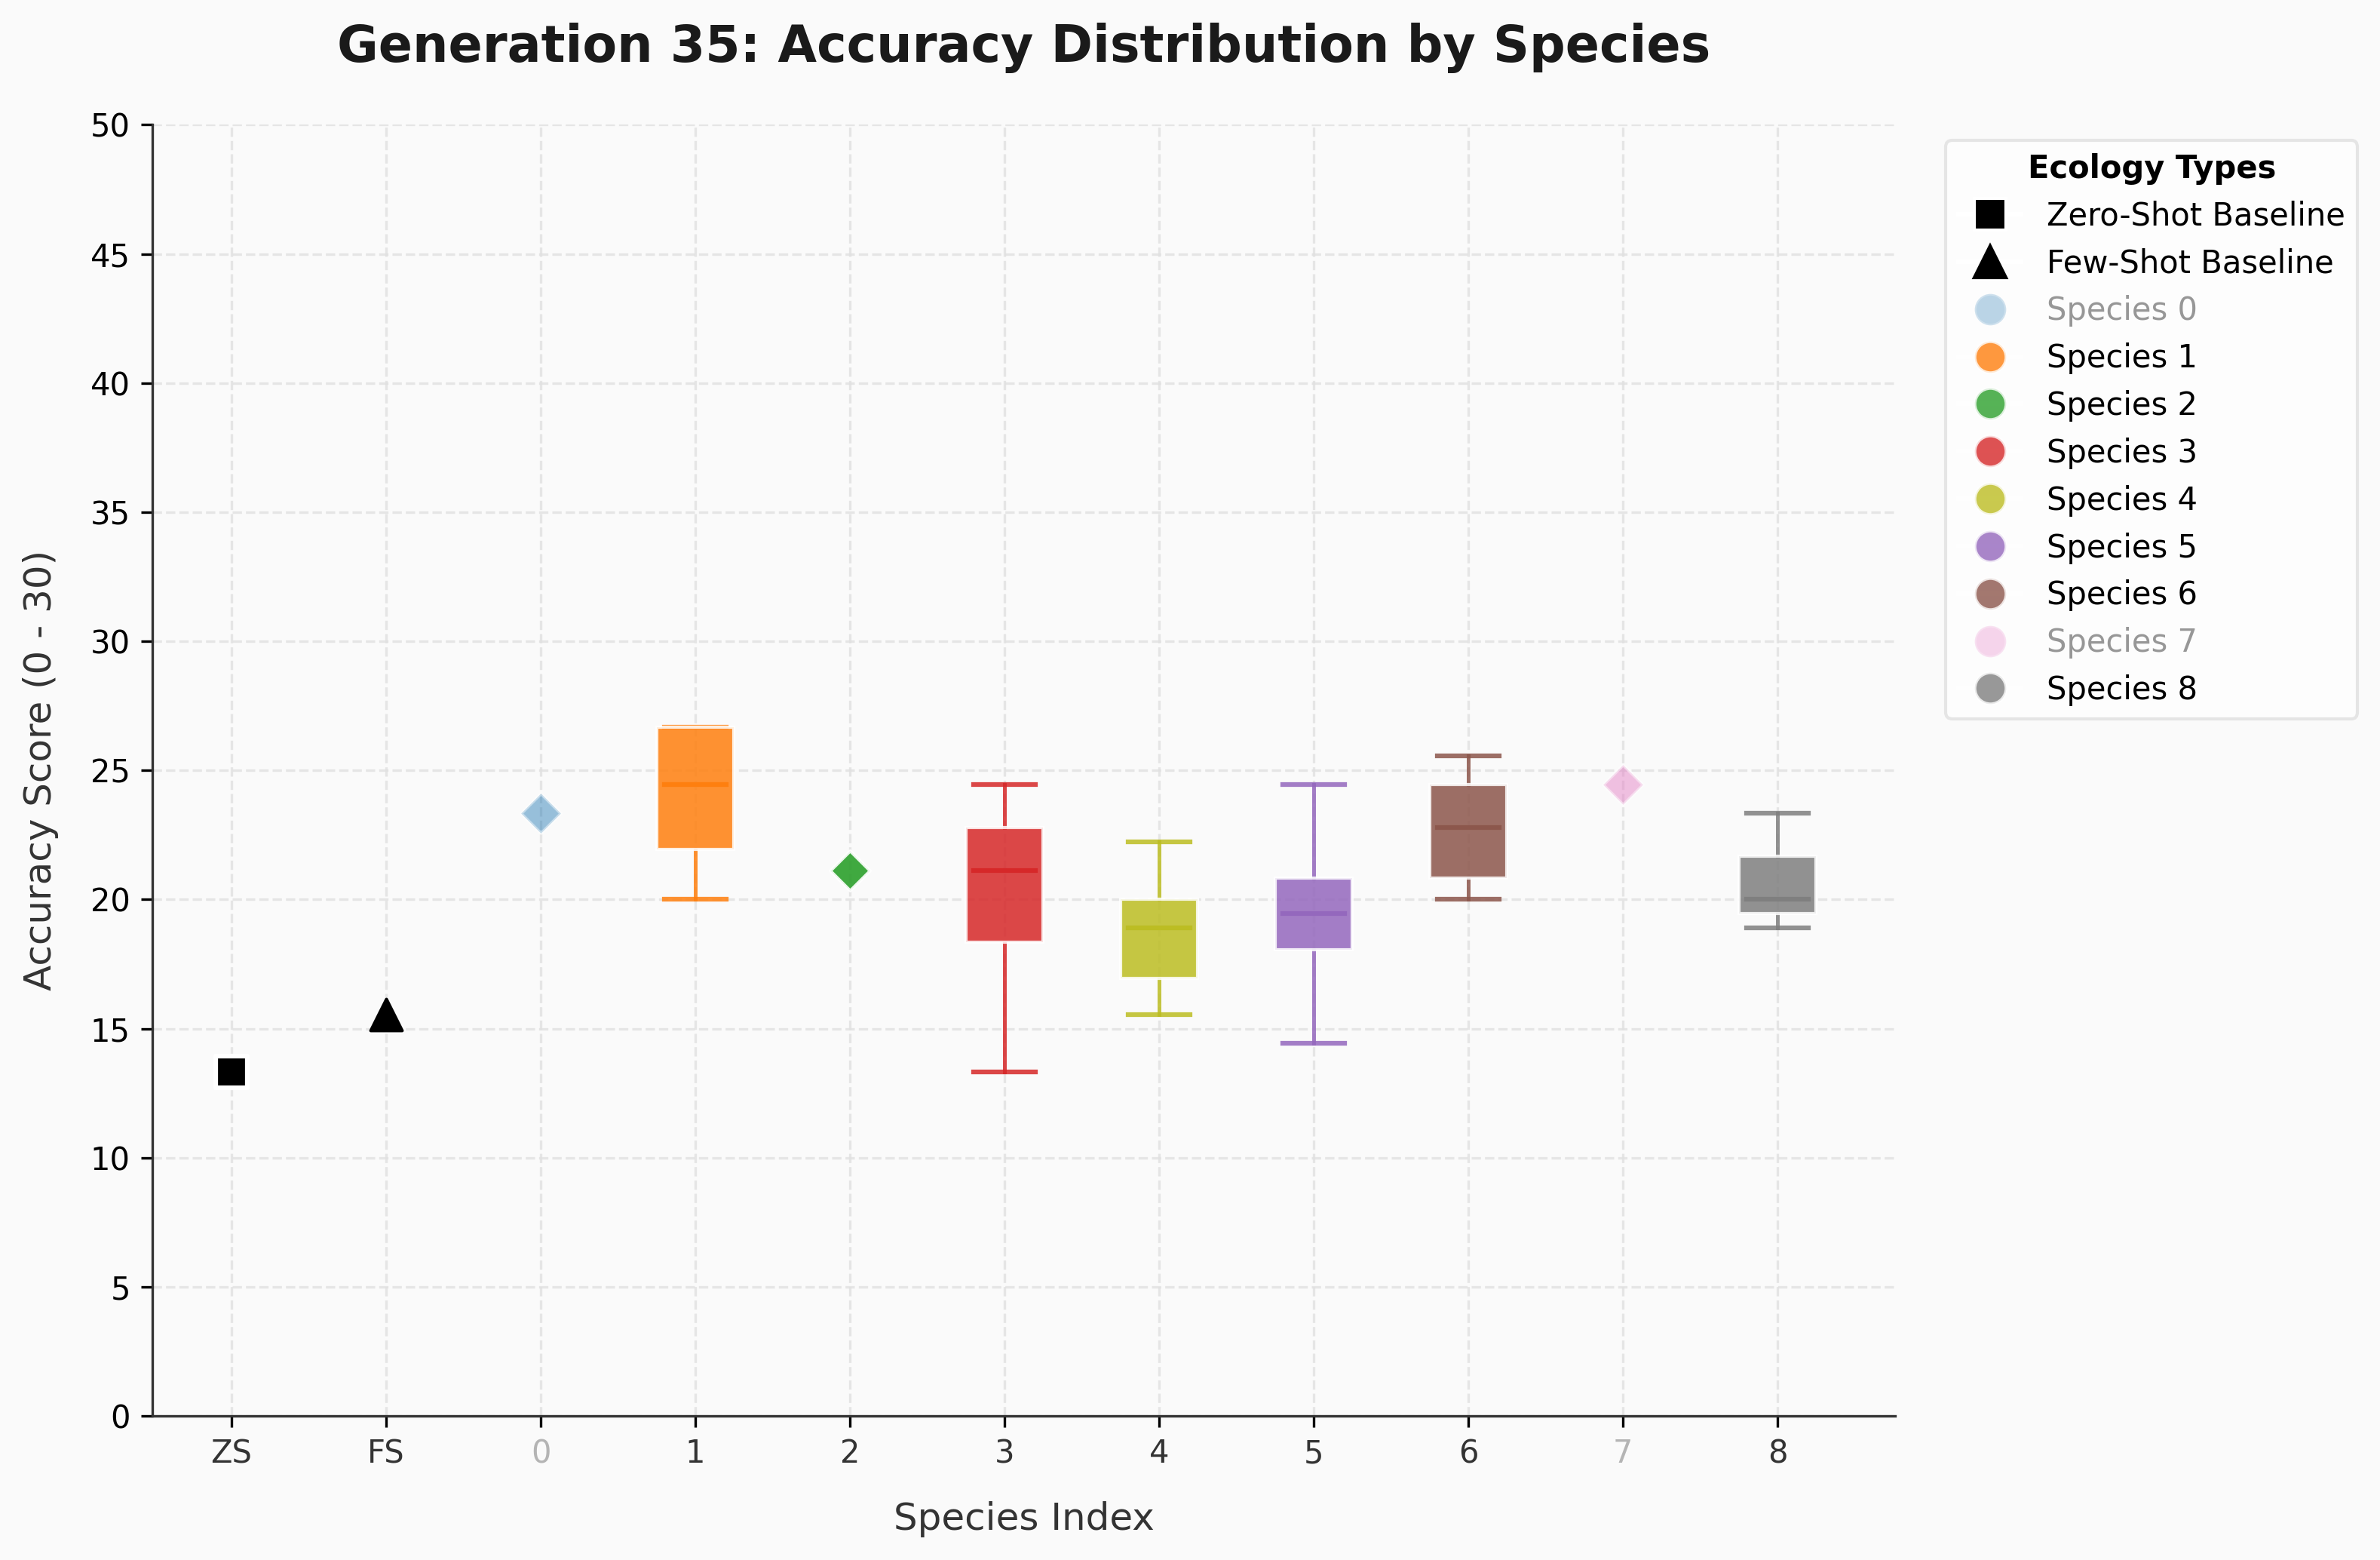 Generation 35: Accuracy Distribution by Species
Accuracy Score (0 - 30)
50
45
40
35
30
25
20
15
10
5
0
ZS
FS
0
1
2
3
4
5
6
7
8
Species Index
Ecology Types
Zero-Shot Baseline
Few-Shot Baseline
Species 0
Species 1
Species 2
Species 3
Species 4
Species 5
Species 6
Species 7
Species 8